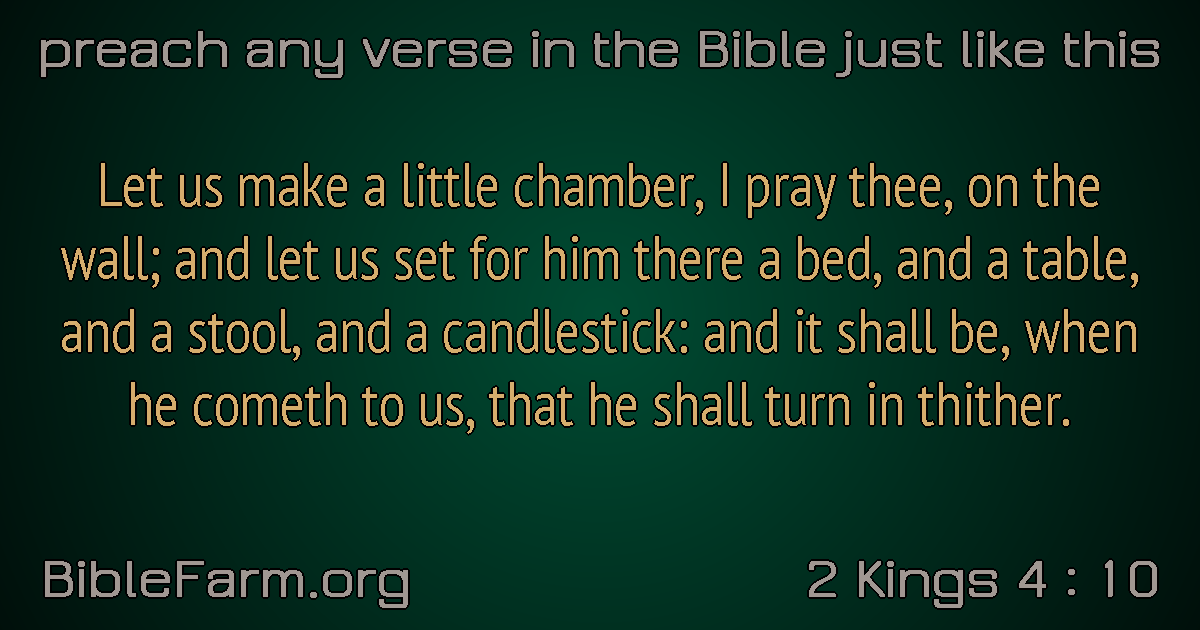 preach any verse in the Bible just like this
Let us make a little chamber, I pray thee, on the
wall; and let us set for him there a bed, and a table,
and a stool, and a candlestick: and it shall be, when
he cometh to us, that he shall turn in thither.
BibleFarm.org
2 Kings 4 : 10